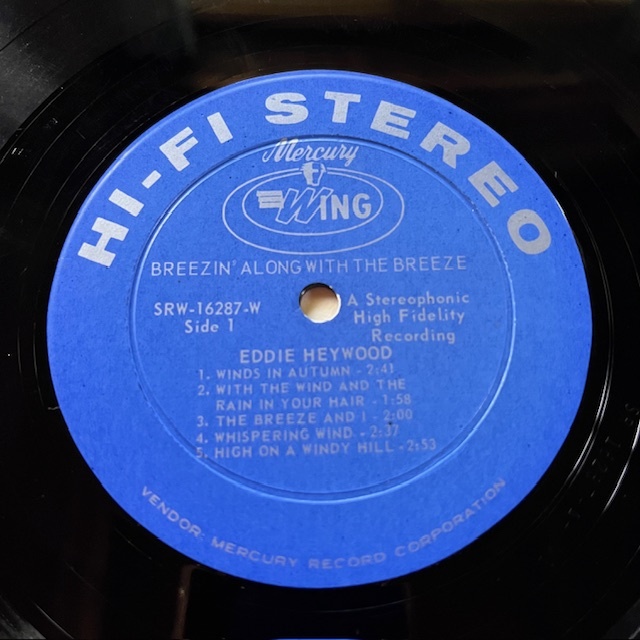 HI-FI STEREO
Mercury
WING
BREEZIN' ALONG WITH THE BREEZE
SRW-16287-W
Side 1
A Stereophonic
High Fidelity
Recording
EDDIE HEYWOOD
1. WINDS IN AUTUMN - 2:41
2. WITH THE WIND AND THE
RAIN IN YOUR HAIR - 1:58
3. THE BREEZE AND I - 2:00
4. WHISPERING WIND - 2:37
5. HIGH ON A WINDY HILL - 2:53
VENDOR: MERCURY RECORD CORPORATION